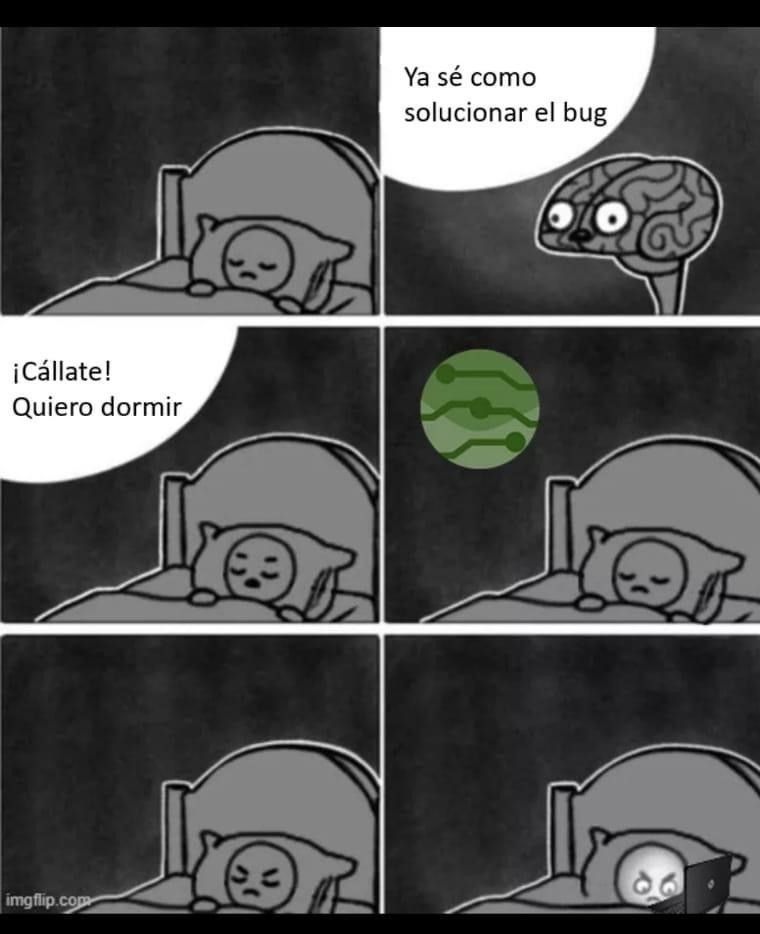 Ya sé como
solucionar el bug
¡Cállate!
Quiero dormir
imgflip.com